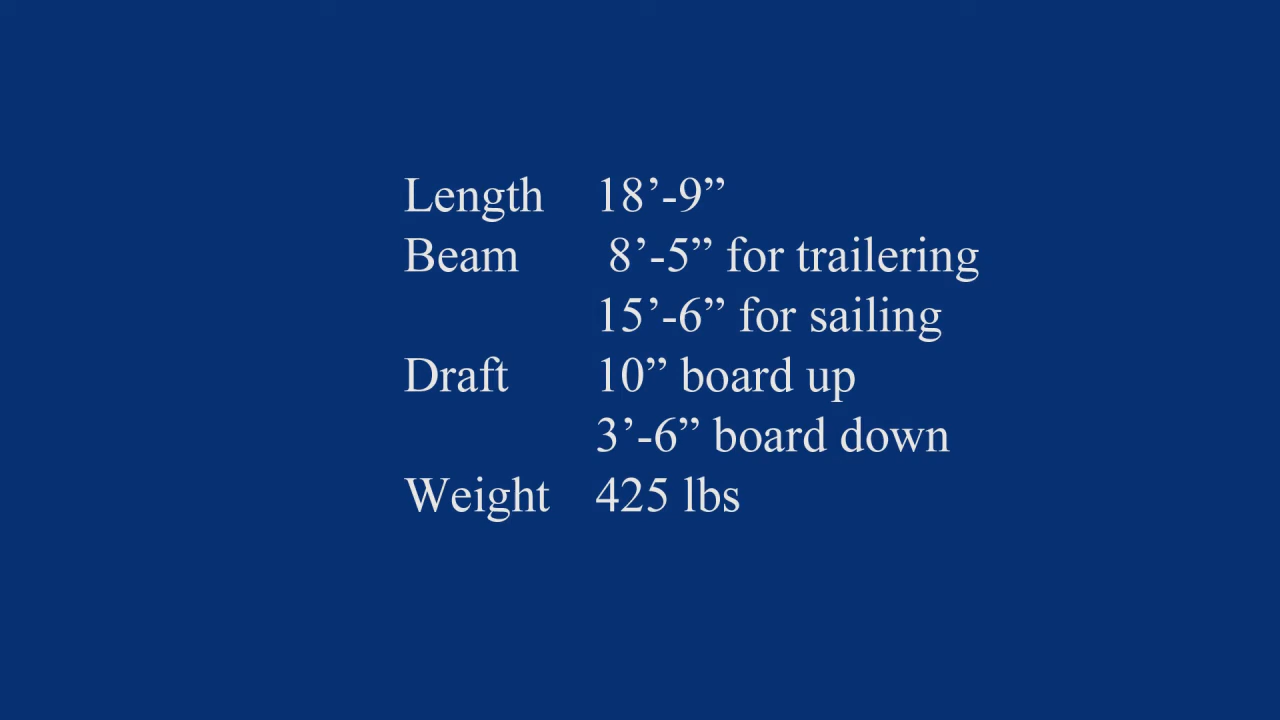 Length 18’-9”
Beam 8’-5” for trailering
15’-6” for sailing
Draft 10” board up
3’-6” board down
Weight 425 lbs